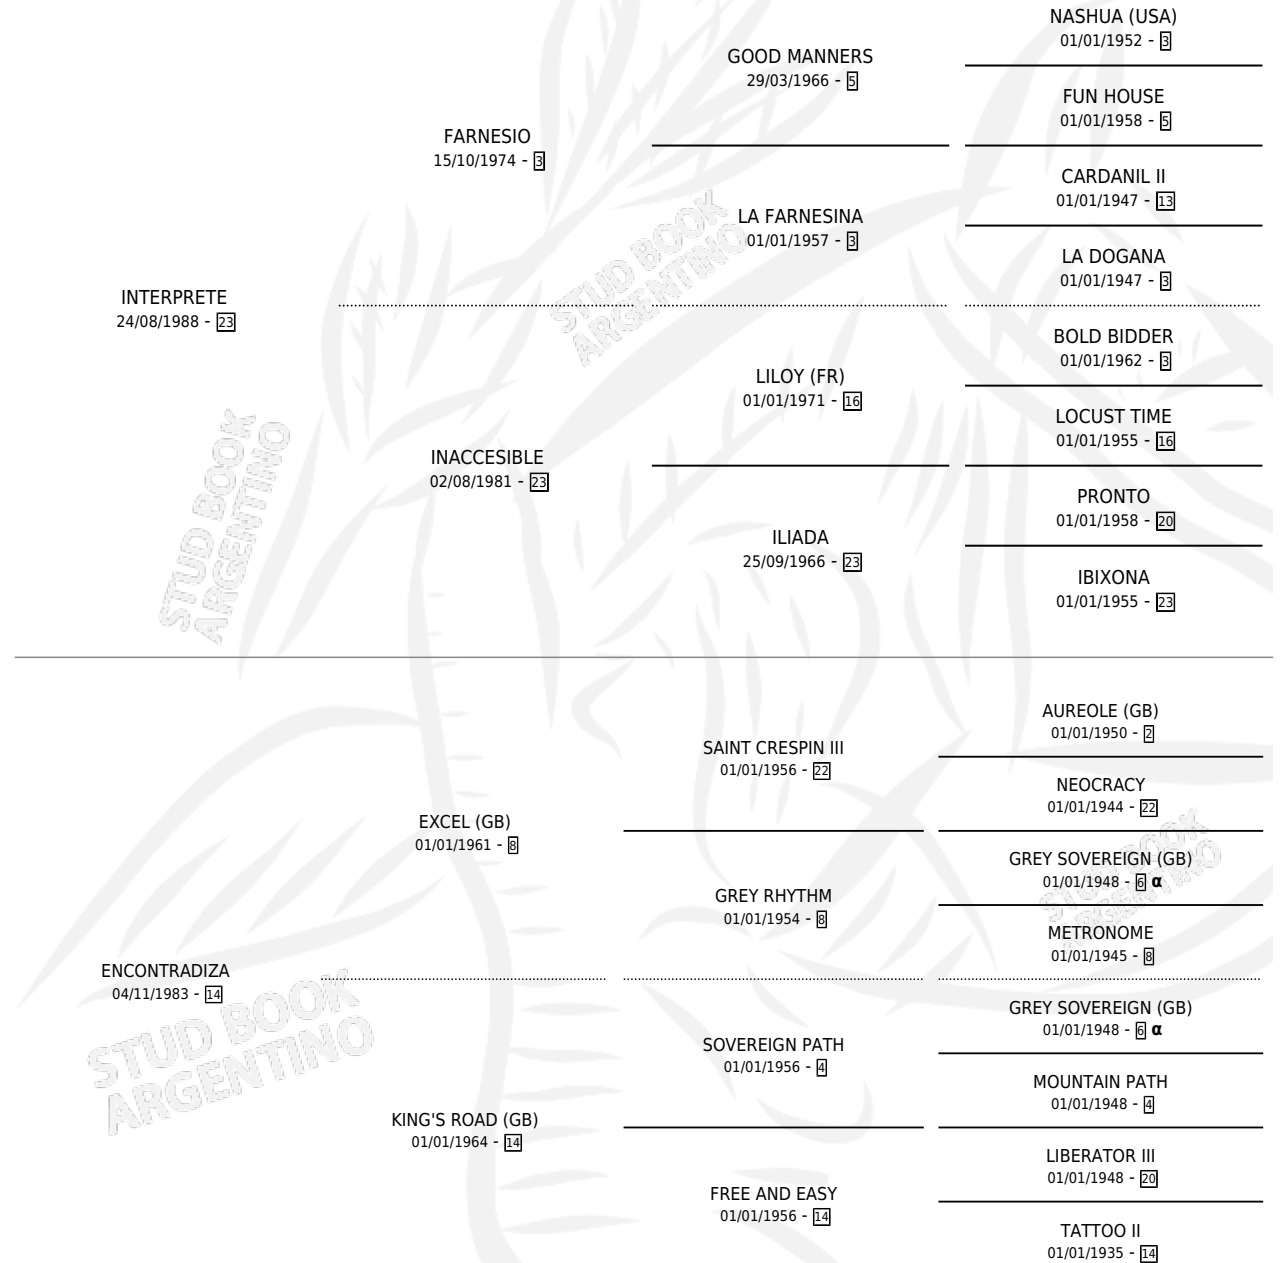 NASHUA (USA)
01/01/1952 - 3
GOOD MANNERS
29/03/1966 - 5
FUN HOUSE
01/01/1958 - 5
FARNESIO
15/10/1974 - 3
CARDANIL II
01/01/1947 - 13
LA FARNESINA
01/01/1957 - 3
LA DOGANA
01/01/1947 - 3
INTERPRETE
24/08/1988 - 23
BOLD BIDDER
01/01/1962 - 3
LILOY (FR)
01/01/1971 - 16
LOCUST TIME
01/01/1955 - 16
INACCESIBLE
02/08/1981 - 23
PRONTO
01/01/1958 - 20
ILIADA
25/09/1966 - 23
IBIXONA
01/01/1955 - 23
AUREOLE (GB)
01/01/1950 - 2
SAINT CRESPIN III
01/01/1956 - 22
NEOCRACY
01/01/1944 - 22
EXCEL (GB)
01/01/1961 - 8
GREY SOVEREIGN (GB)
01/01/1948 - 6 α
GREY RHYTHM
01/01/1954 - 8
METRONOME
01/01/1945 - 8
ENCONTRADIZA
04/11/1983 - 14
GREY SOVEREIGN (GB)
01/01/1948 - 6 α
SOVEREIGN PATH
01/01/1956 - 4
MOUNTAIN PATH
01/01/1948 - 4
KING'S ROAD (GB)
01/01/1964 - 14
LIBERATOR III
01/01/1948 - 20
FREE AND EASY
01/01/1956 - 14
TATTOO II
01/01/1935 - 14
STUD BOOK
ARGENTINO
STUD BOOK
ARGENTINO
STUD BOOK
ARGENTINO
STUD BOOK
ARGENTINO